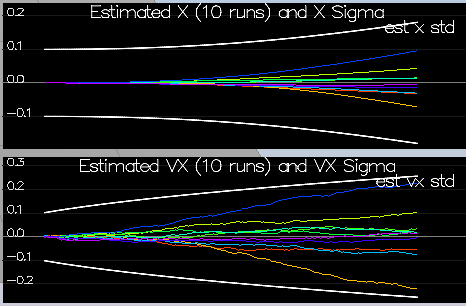 Estimated X (10 runs) and X Sigma
0.2
est x std
0.1
0.0
-0.1
Estimated VX (10 runs) and VX Sigma
0.3
est vx std
0.2
0.1
0.0
-0.1
-0.2